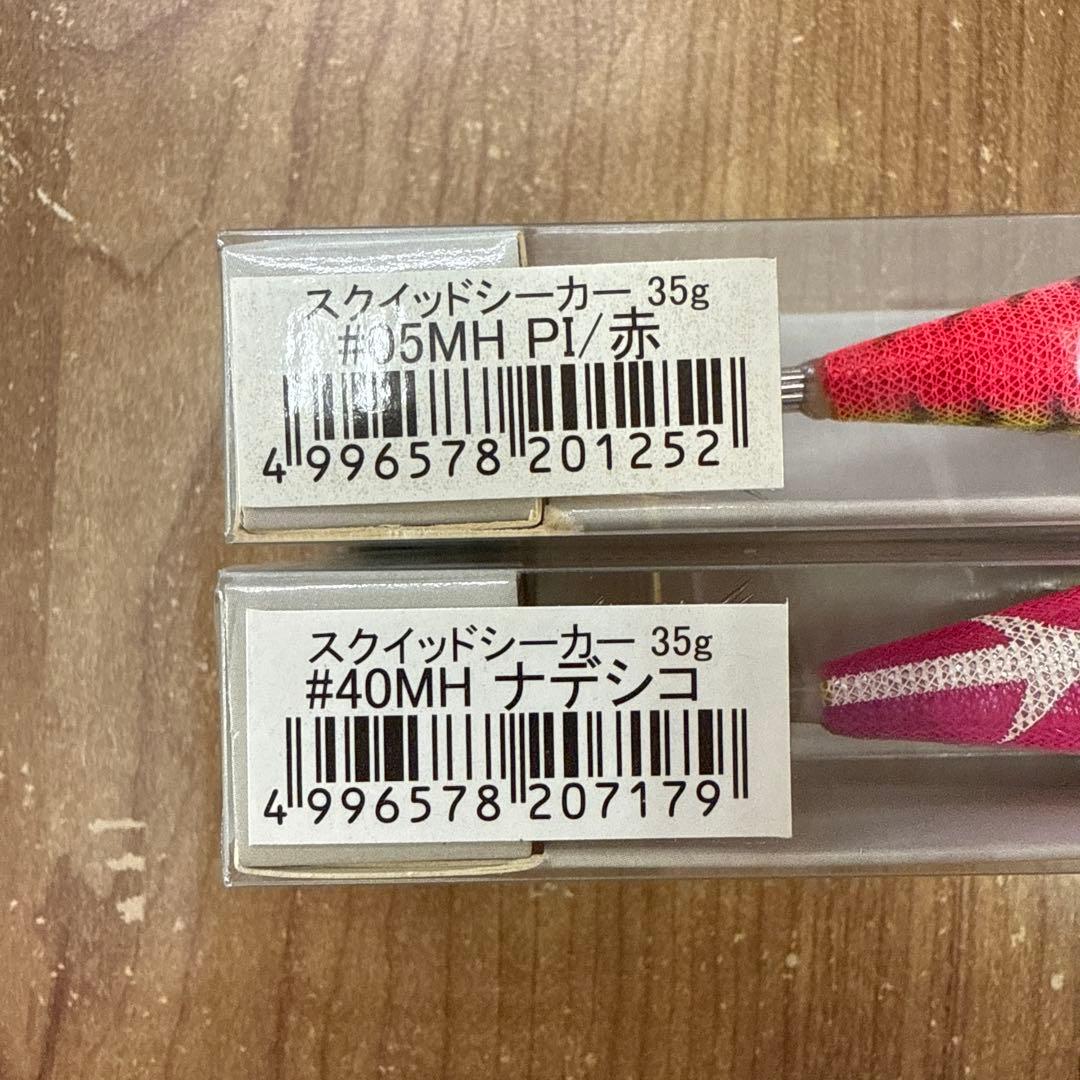 スクイッドシーカー 35g
#05MH PI/赤
4 996578 201252
スクイッドシーカー 35g
#40MH ナデシコ
4 996578 207179